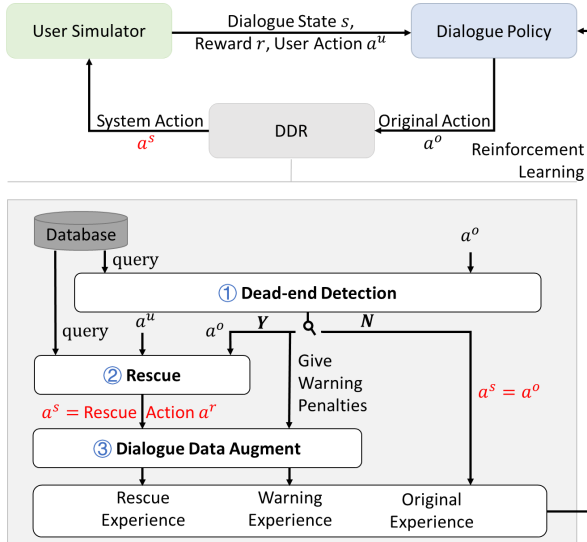 User Simulator
Dialogue State s,
Reward r, User Action a^u
Dialogue Policy
System Action
a^s
DDR
Original Action
a^o
Reinforcement
Learning
Database
query
a^o
① Dead-end Detection
query
a^u
a^o
Y
N
② Rescue
Give
Warning
Penalties
a^s = Rescue Action a^r
a^s = a^o
③ Dialogue Data Augment
Rescue
Experience
Warning
Experience
Original
Experience